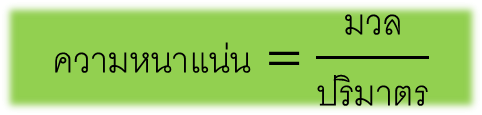 ความหนาแน่น = มวล
ปริมาตร